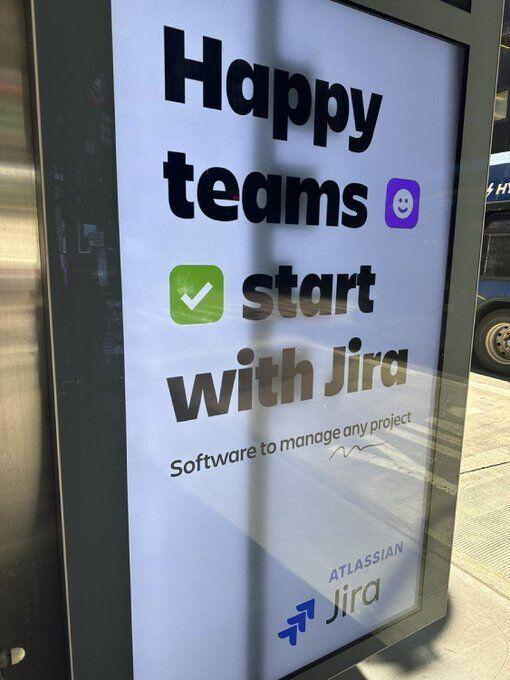 Happy
teams
start
with Jira
Software to manage any project
ATLASSIAN
Jira